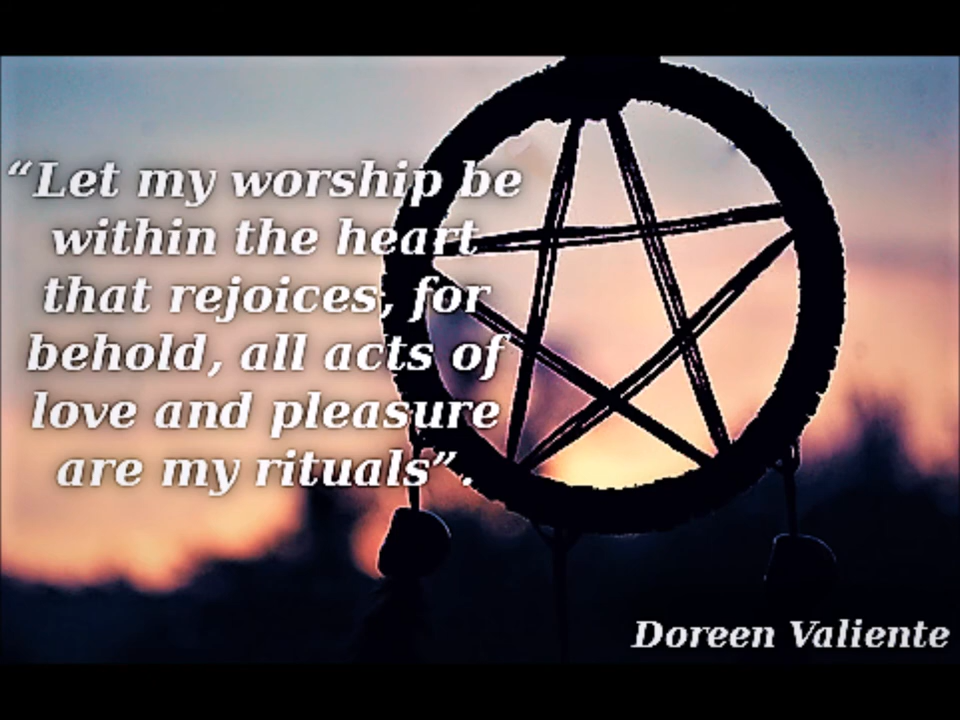 “Let my worship be
within the heart
that rejoices, for
behold, all acts of
love and pleasure
are my rituals”.
Doreen Valiente